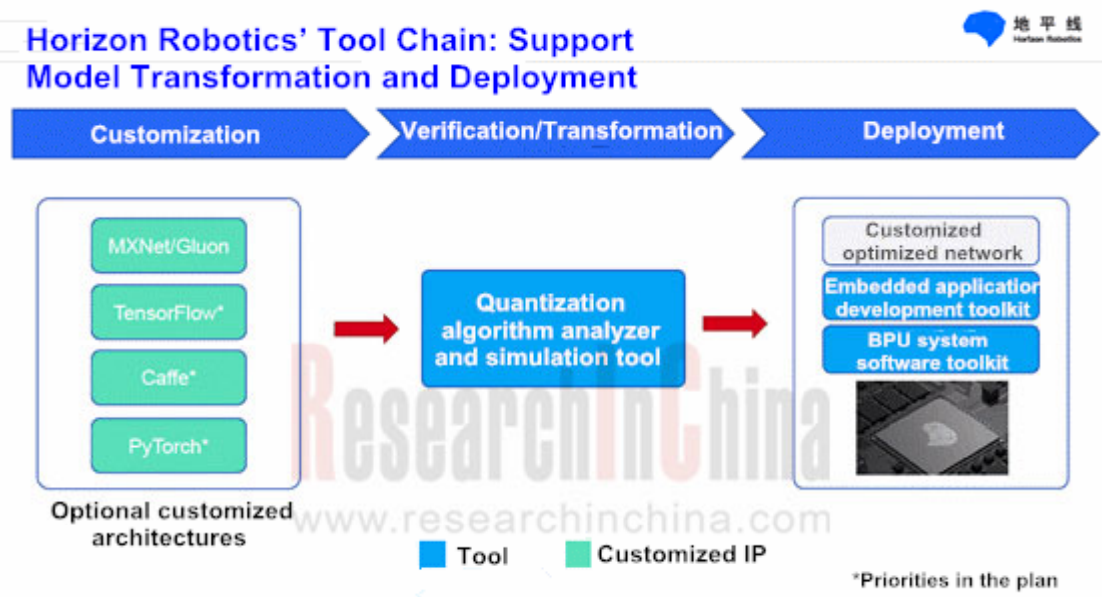 地平线
Horizon Robotics
Horizon Robotics' Tool Chain: Support
Model Transformation and Deployment
Customization
Verification/Transformation
Deployment
MXNet/Gluon
TensorFlow*
Caffe*
PyTorch*
Optional customized
architectures
Quantization
algorithm analyzer
and simulation tool
Customized
optimized network
Embedded application
development toolkit
BPU system
software toolkit
ResearchInChina
www.researchinchina.com
Tool
Customized IP
*Priorities in the plan